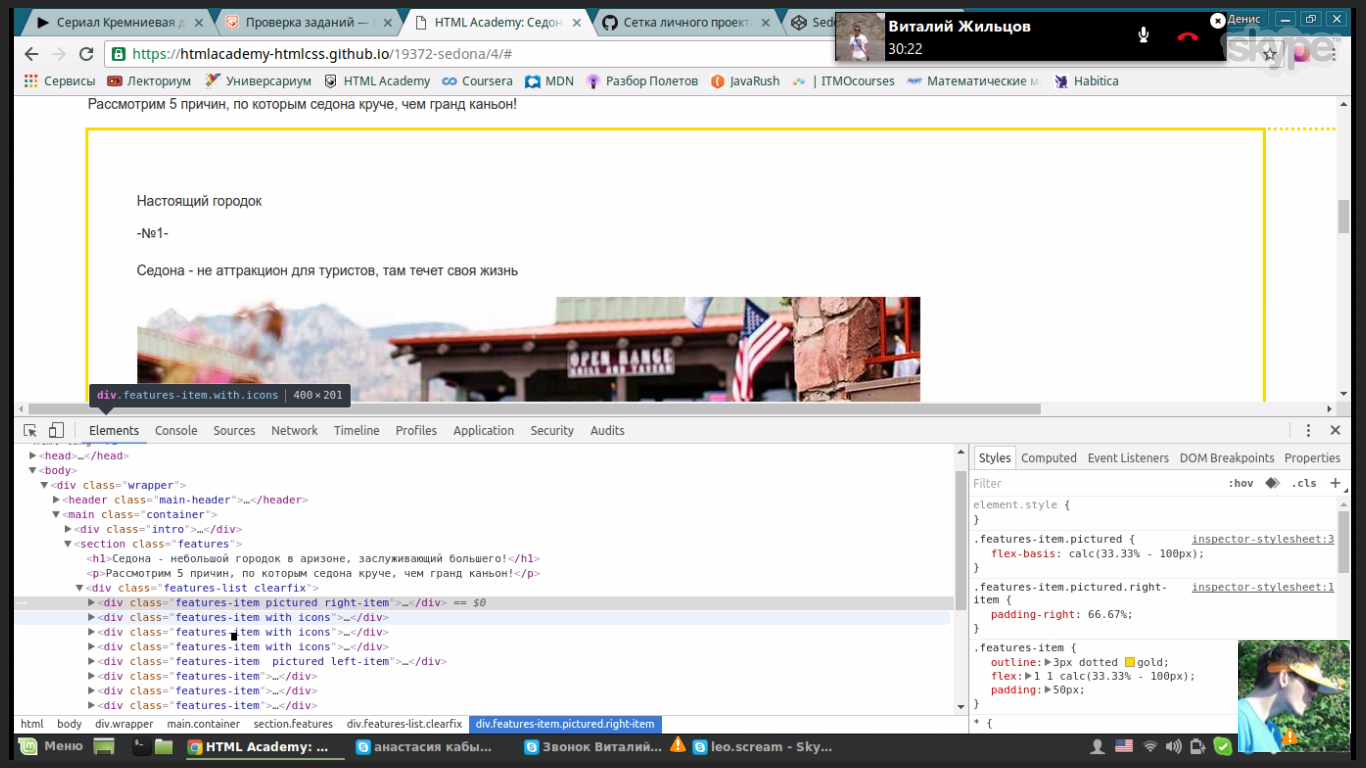 Сериал Кремниевая д
Проверка заданий —
HTML Academy: Седон
Сетка личного проекта
Sed
Денис
Виталий Жильцов
30:22
skype
https://htmlacademy-htmlcss.github.io/19372-sedona/4/#
Сервисы
Лекториум
Универсариум
HTML Academy
Coursera
MDN
Разбор Полетов
JavaRush
| ITMOcourses
Математические м
Habitica
Рассмотрим 5 причин, по которым седона круче, чем гранд каньон!
Настоящий городок
-№1-
Седона - не аттракцион для туристов, там течет своя жизнь
OPEN RANGE
GRILL AND TAVERN
div.features-item.with.icons | 400 × 201
Elements Console Sources Network Timeline Profiles Application Security Audits
<head>…</head>
<body>
<div class="wrapper">
<header class="main-header">…</header>
<main class="container">
<div class="intro">…</div>
<section class="features">
<h1>Седона - небольшой городок в аризоне, заслуживающий большего!</h1>
<p>Рассмотрим 5 причин, по которым седона круче, чем гранд каньон!</p>
<div class="features-list clearfix">
<div class="features-item pictured right-item">…</div> == $0
<div class="features-item with icons">…</div>
<div class="features-item with icons">…</div>
<div class="features-item with icons">…</div>
<div class="features-item  pictured left-item">…</div>
<div class="features-item">…</div>
<div class="features-item">…</div>
<div class="features-item">…</div>
html body div.wrapper main.container section.features div.features-list.clearfix div.features-item.pictured.right-item
Styles Computed Event Listeners DOM Breakpoints Properties
Filter :hov .cls +
element.style {
}
.features-item.pictured { inspector-stylesheet:3
flex-basis: calc(33.33% - 100px);
}
.features-item.pictured.right- inspector-stylesheet:1
item {
padding-right: 66.67%;
}
.features-item {
outline: 3px dotted gold;
flex: 1 1 calc(33.33% - 100px);
padding: 50px;
}
* {
Меню
HTML Academy: ...
анастасия кабы...
Звонок Виталий...
leo.scream - Sky...